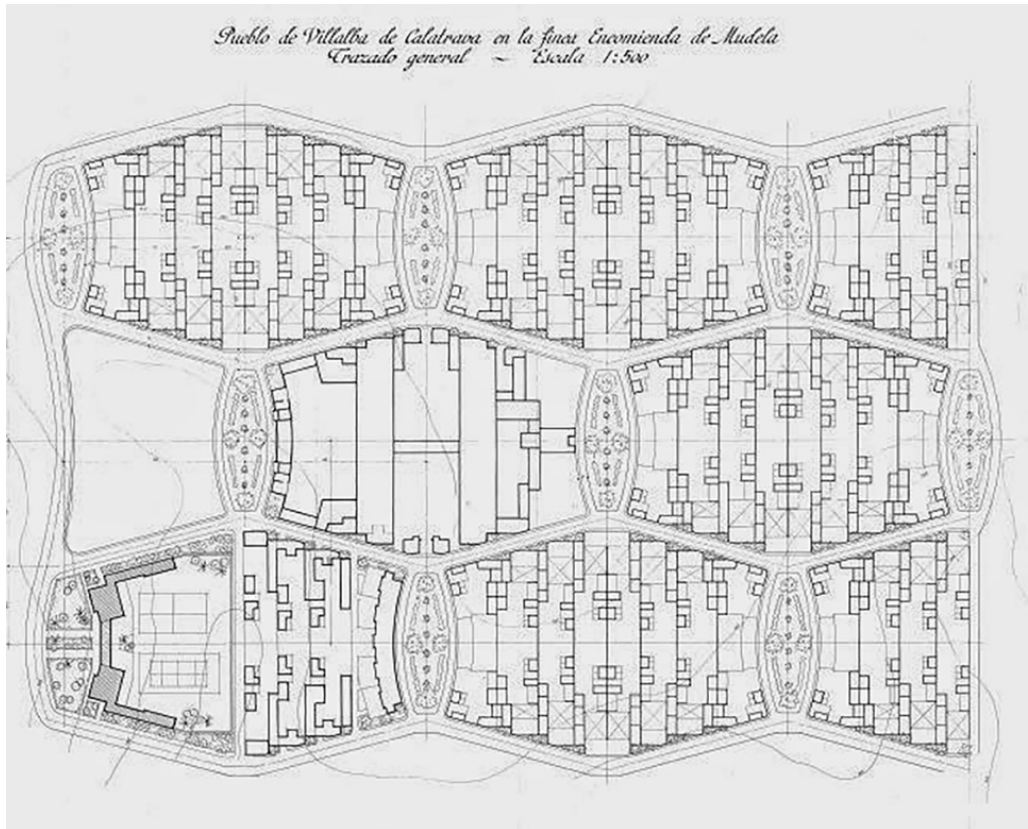 Pueblo de Villalba de Calatrava en la finca Encomienda de Mudela
Trazado general ~ Escala 1:500